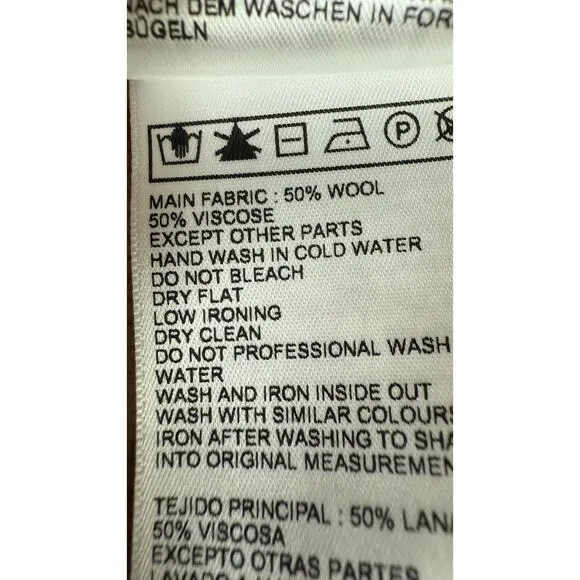 NACH DEM WASCHEN IN FOR
BÜGELN
P
MAIN FABRIC : 50% WOOL
50% VISCOSE
EXCEPT OTHER PARTS
HAND WASH IN COLD WATER
DO NOT BLEACH
DRY FLAT
LOW IRONING
DRY CLEAN
DO NOT PROFESSIONAL WASH
WATER
WASH AND IRON INSIDE OUT
WASH WITH SIMILAR COLOURS
IRON AFTER WASHING TO SHA
INTO ORIGINAL MEASUREMEN
TEJIDO PRINCIPAL : 50% LANA
50% VISCOSA
EXCEPTO OTRAS PARTES
LAVADO A